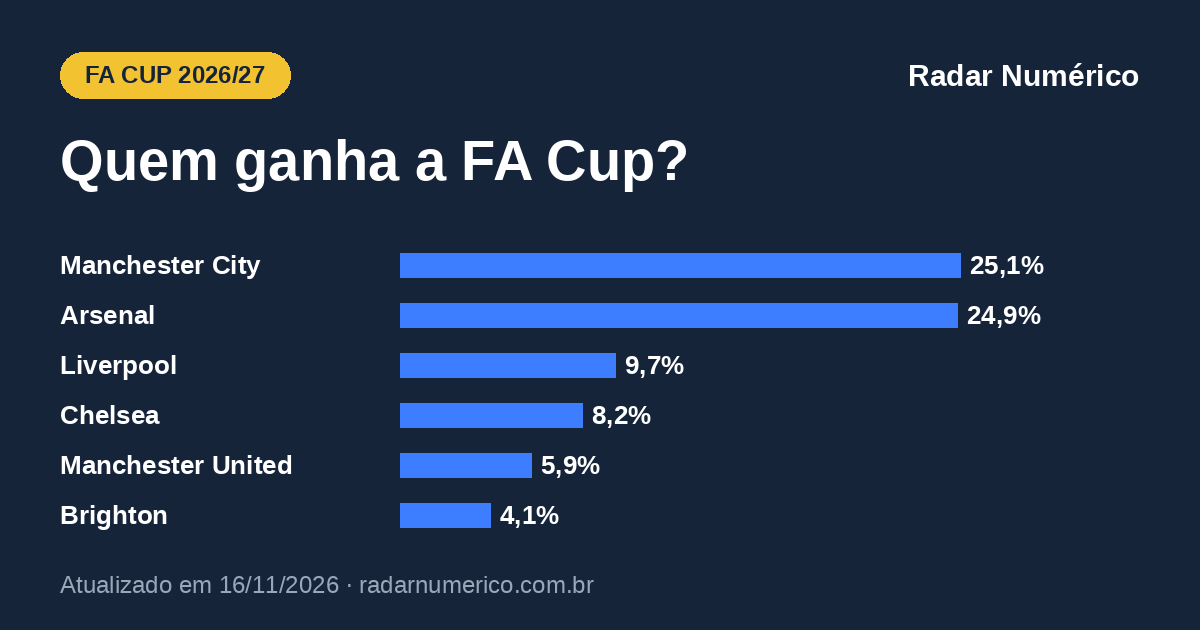 FA CUP 2026/27
Radar Numérico
Quem ganha a FA Cup?
Manchester City 25,1%
Arsenal 24,9%
Liverpool 9,7%
Chelsea 8,2%
Manchester United 5,9%
Brighton 4,1%
Atualizado em 16/11/2026 · radarnumerico.com.br